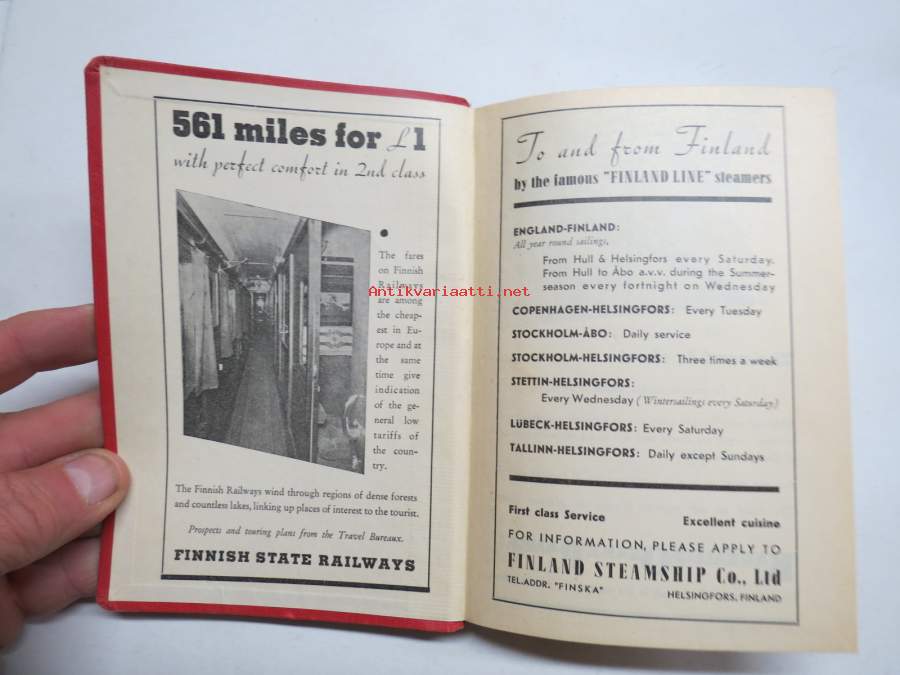 561 miles for £1
with perfect comfort in 2nd class
The fares
on Finnish
Railways
are among
the cheap-
est in Eu-
rope and at
the same
time give
indication
of the ge-
neral low
tariffs of
the coun-
try.
The Finnish Railways wind through regions of dense forests
and countless lakes, linking up places of interest to the tourist.
Prospects and touring plans from the Travel Bureaux.
FINNISH STATE RAILWAYS
Antikvariaatti.net
To and from Finland
by the famous "FINLAND LINE" steamers
ENGLAND-FINLAND:
All year round sailings,
From Hull & Helsingfors every Saturday.
From Hull to Åbo a.v.v. during the Summer-
season every fortnight on Wednesday
COPENHAGEN-HELSINGFORS: Every Tuesday
STOCKHOLM-ÅBO: Daily service
STOCKHOLM-HELSINGFORS: Three times a week
STETTIN-HELSINGFORS:
Every Wednesday (Wintersailings every Saturday)
LÜBECK-HELSINGFORS: Every Saturday
TALLINN-HELSINGFORS: Daily except Sundays
First class Service Excellent cuisine
FOR INFORMATION, PLEASE APPLY TO
FINLAND STEAMSHIP Co., Ltd
TEL.ADDR. "FINSKA" HELSINGFORS, FINLAND